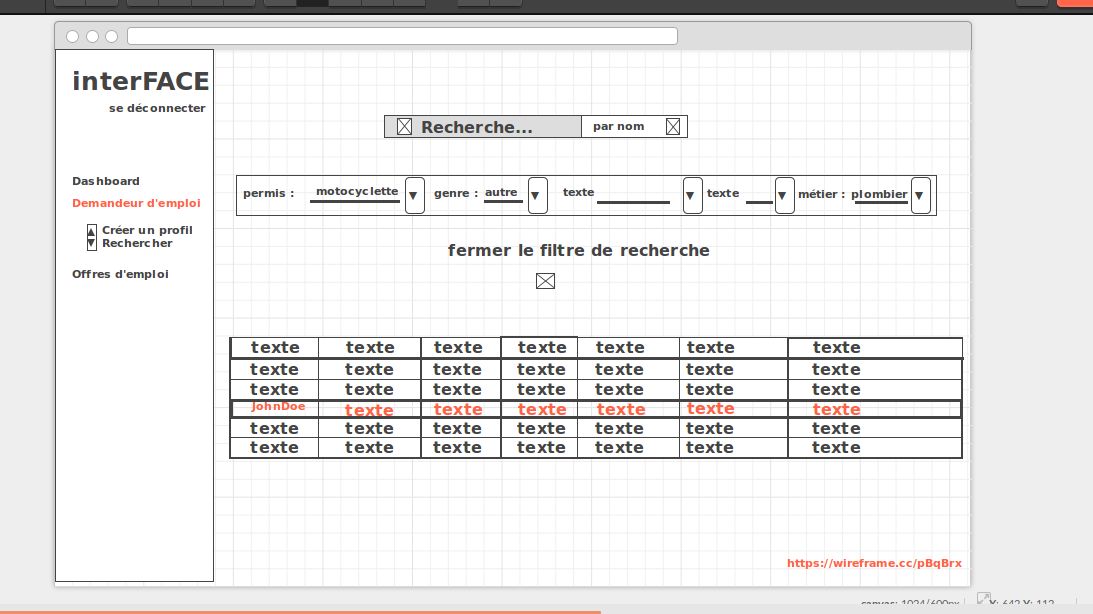 interFACE
se déconnecter
Recherche...
par nom
Dashboard
Demandeur d'emploi
Créer un profil
Rechercher
Offres d'emploi
permis : motocyclette ▼ genre : autre ▼ texte ▼ texte ▼ métier : plombier ▼
fermer le filtre de recherche
texte texte texte texte texte texte texte
texte texte texte texte texte texte texte
texte texte texte texte texte texte texte
JohnDoe texte texte texte texte texte texte
texte texte texte texte texte texte texte
texte texte texte texte texte texte texte
https://wireframe.cc/pBqBrx
canvas: 1024/600px
X: 642 Y: 112